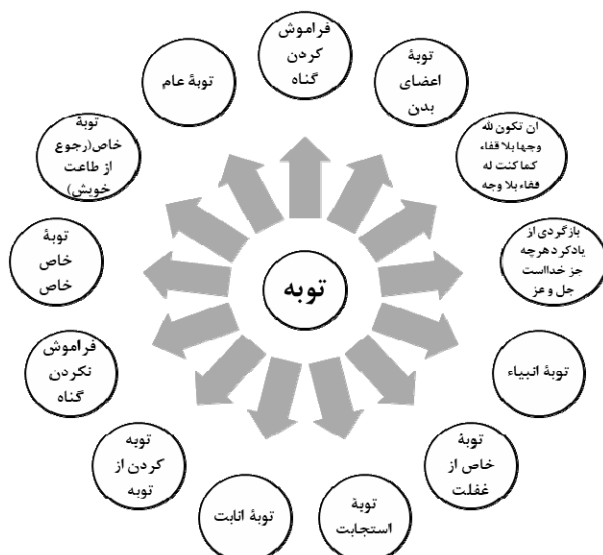 فراموش
کردن
گناه
توبهٔ
اعضای
بدن
ان تکون لله
وجها بلا قفاء
کما کنت له
قفاء بلا وجه
بازگردی از
یادکرد هرچه
جز خدااست
جل و عز
توبهٔ انبیاء
توبهٔ
خاص از
غفلت
توبهٔ
استجابت
توبهٔ انابت
توبه
کردن از
توبه
فراموش
نکردن
گناه
توبهٔ
خاص
خاص
توبهٔ
خاص(رجوع
از طاعت
خویش)
توبهٔ عام
توبه